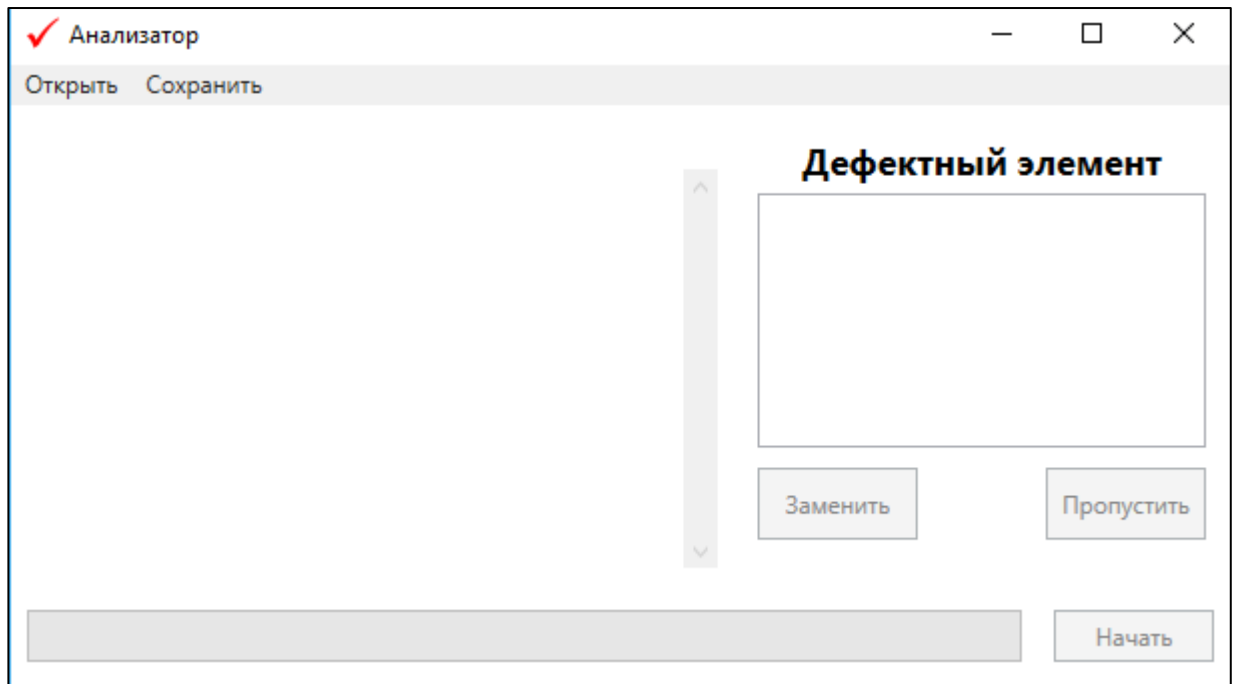 Анализатор
Открыть Сохранить
Дефектный элемент
Заменить Пропустить
Начать